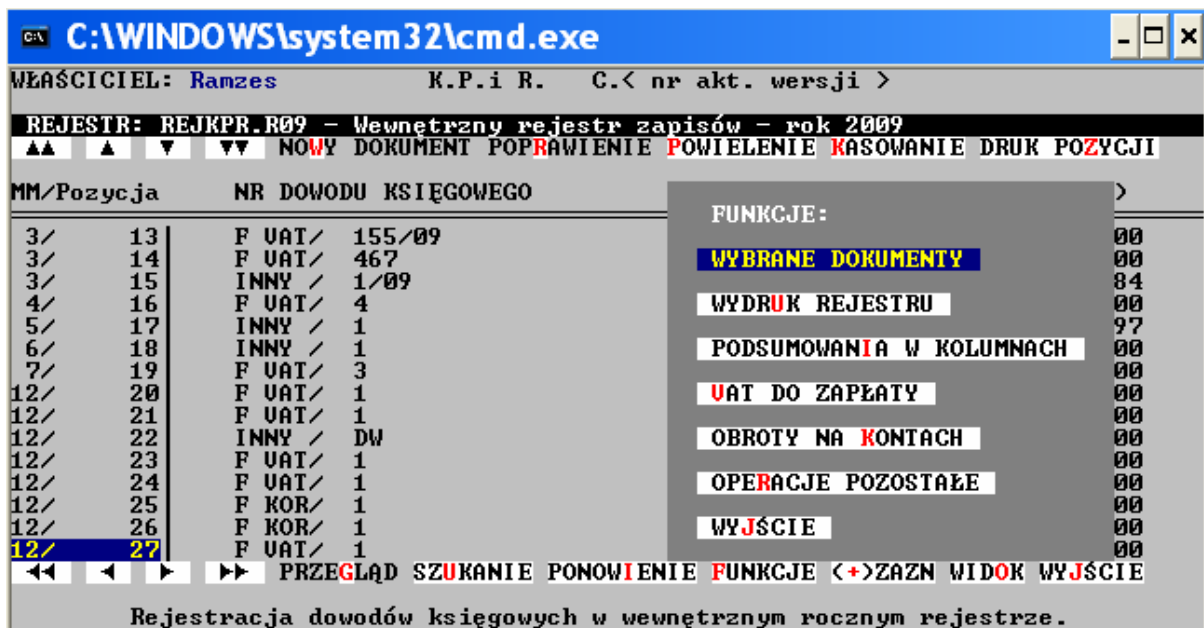 C:\WINDOWS\system32\cmd.exe
WŁAŚCICIEL: Ramzes K.P.i R. C.< nr akt. wersji >
REJESTR: REJKPR.R09 - Wewnętrzny rejestr zapisów - rok 2009
▲▲ ▲ ▼ ▼▼ NOWY DOKUMENT POPRAWIENIE POWIELENIE KASOWANIE DRUK POZYCJI
MM/Pozycja NR DOWODU KSIĘGOWEGO >
FUNKCJE:
3/ 13 F VAT/ 155/09 00
3/ 14 F VAT/ 467 WYBRANE DOKUMENTY 00
3/ 15 INNY / 1/09 84
4/ 16 F VAT/ 4 WYDRUK REJESTRU 00
5/ 17 INNY / 1 97
6/ 18 INNY / 1 PODSUMOWANIA W KOLUMNACH 00
7/ 19 F VAT/ 3 00
12/ 20 F VAT/ 1 VAT DO ZAPŁATY 00
12/ 21 F VAT/ 1 00
12/ 22 INNY / DW OBROTY NA KONTACH 00
12/ 23 F VAT/ 1 00
12/ 24 F VAT/ 1 OPERACJE POZOSTAŁE 00
12/ 25 F KOR/ 1 00
12/ 26 F KOR/ 1 WYJŚCIE 00
12/ 27 F VAT/ 1 00
◄◄ ◄ ► ►► PRZEGLĄD SZUKANIE PONOWIENIE FUNKCJE <+>ZAZN WIDOK WYJŚCIE
Rejestracja dowodów księgowych w wewnętrznym rocznym rejestrze.